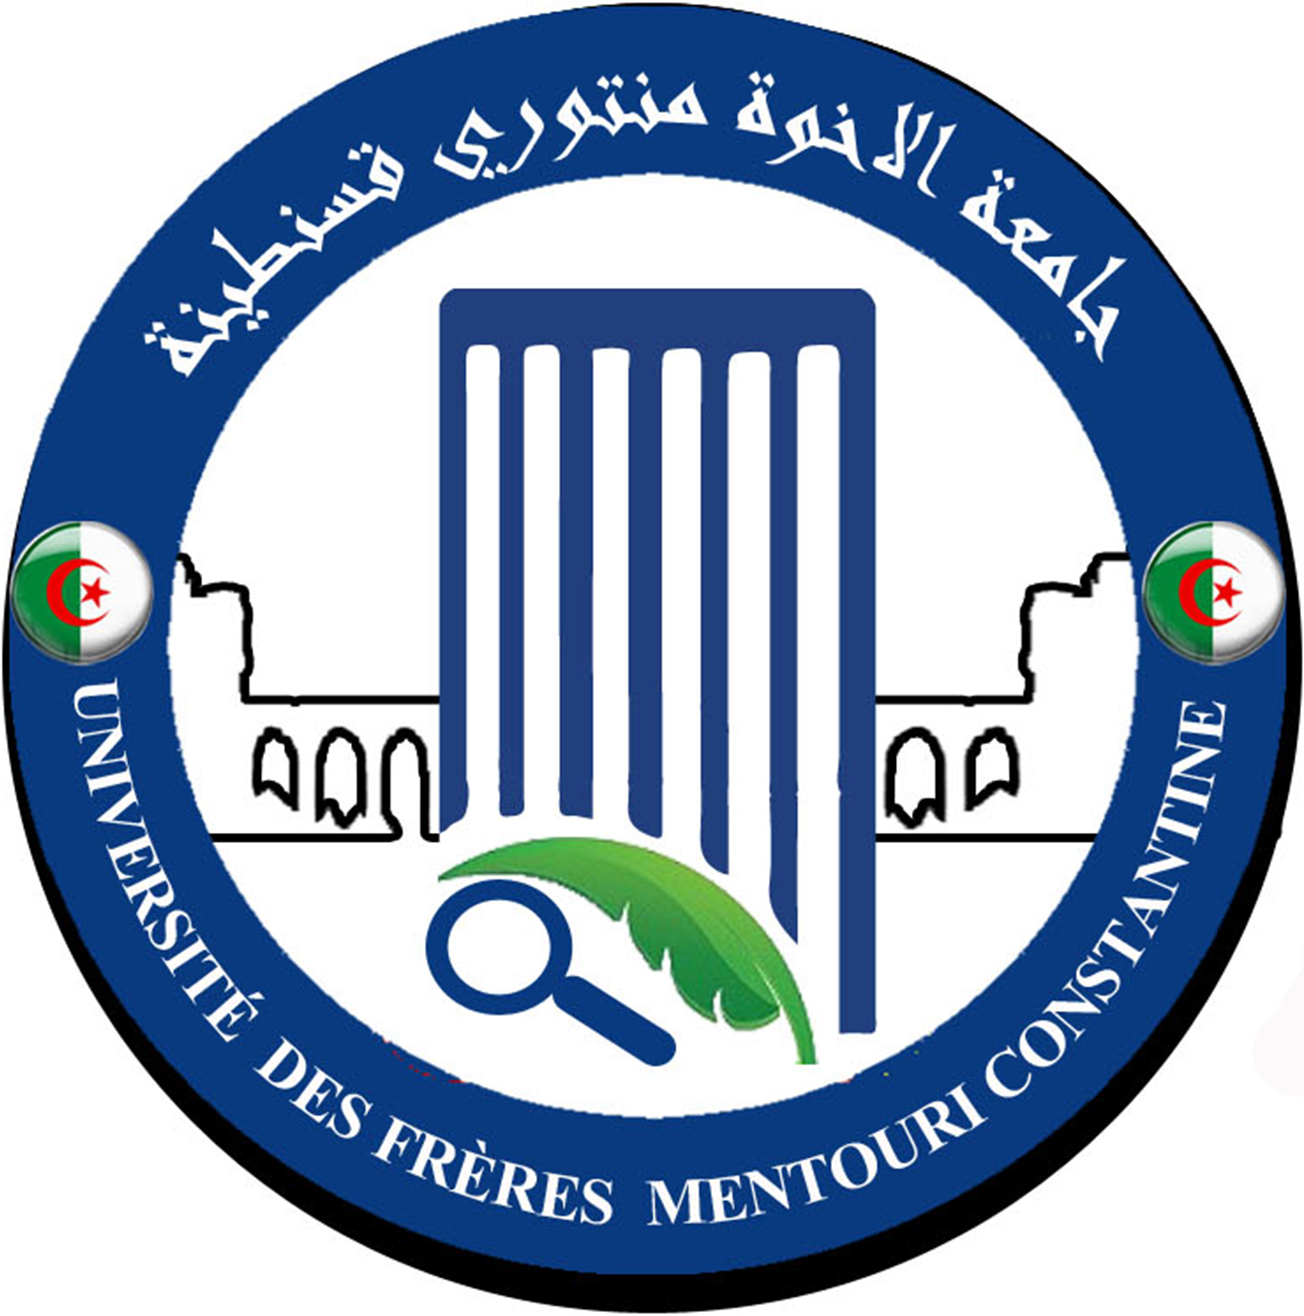 جامعة الاخوة منتوري قسنطينة
UNIVERSITÉ DES FRÈRES MENTOURI CONSTANTINE